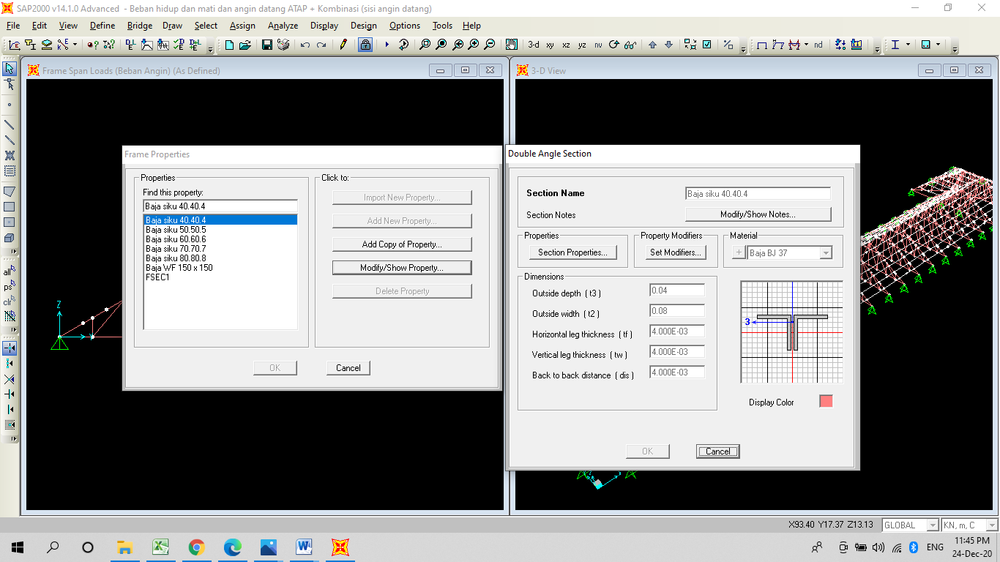 SAP2000 v14.1.0 Advanced - Beban hidup dan mati dan angin datang ATAP + Kombinasi (sisi angin datang)
File Edit View Define Bridge Draw Select Assign Analyze Display Design Options Tools Help
3-d xy xz yz nv nd
Frame Span Loads (Beban Angin) (As Defined)
3-D View
all
ps
clr
Z
Frame Properties
Properties
Find this property:
Baja siku 40.40.4
Baja siku 40.40.4
Baja siku 50.50.5
Baja siku 60.60.6
Baja siku 70.70.7
Baja siku 80.80.8
Baja WF 150 x 150
FSEC1
Click to:
Import New Property...
Add New Property...
Add Copy of Property...
Modify/Show Property...
Delete Property
OK Cancel
Double Angle Section
Section Name Baja siku 40.40.4
Section Notes Modify/Show Notes...
Properties
Section Properties...
Property Modifiers
Set Modifiers...
Material
+ Baja BJ 37
Dimensions
Outside depth ( t3 ) 0.04
Outside width ( t2 ) 0.08
Horizontal leg thickness ( tf ) 4.000E-03
Vertical leg thickness ( tw ) 4.000E-03
Back to back distance ( dis ) 4.000E-03
3
Display Color
OK Cancel
X93.40 Y17.37 Z13.13 GLOBAL KN, m, C
ENG
11:45 PM
24-Dec-20